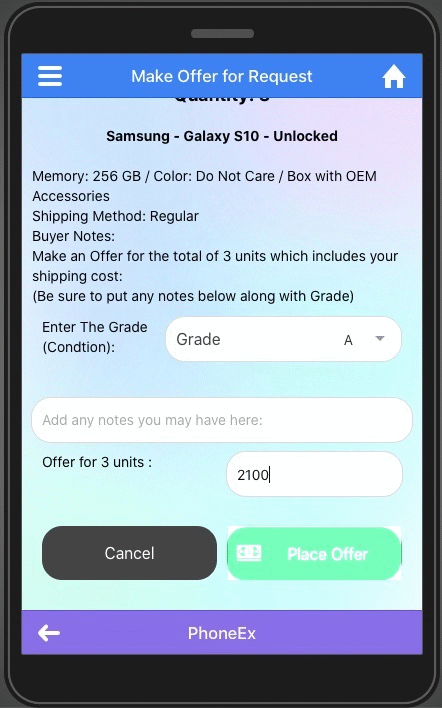 Make Offer for Request
Samsung - Galaxy S10 - Unlocked
Memory: 256 GB / Color: Do Not Care / Box with OEM
Accessories
Shipping Method: Regular
Buyer Notes:
Make an Offer for the total of 3 units which includes your
shipping cost:
(Be sure to put any notes below along with Grade)
Enter The Grade
(Condtion):
Grade A
Add any notes you may have here:
Offer for 3 units :
2100
Cancel
Place Offer
PhoneEx